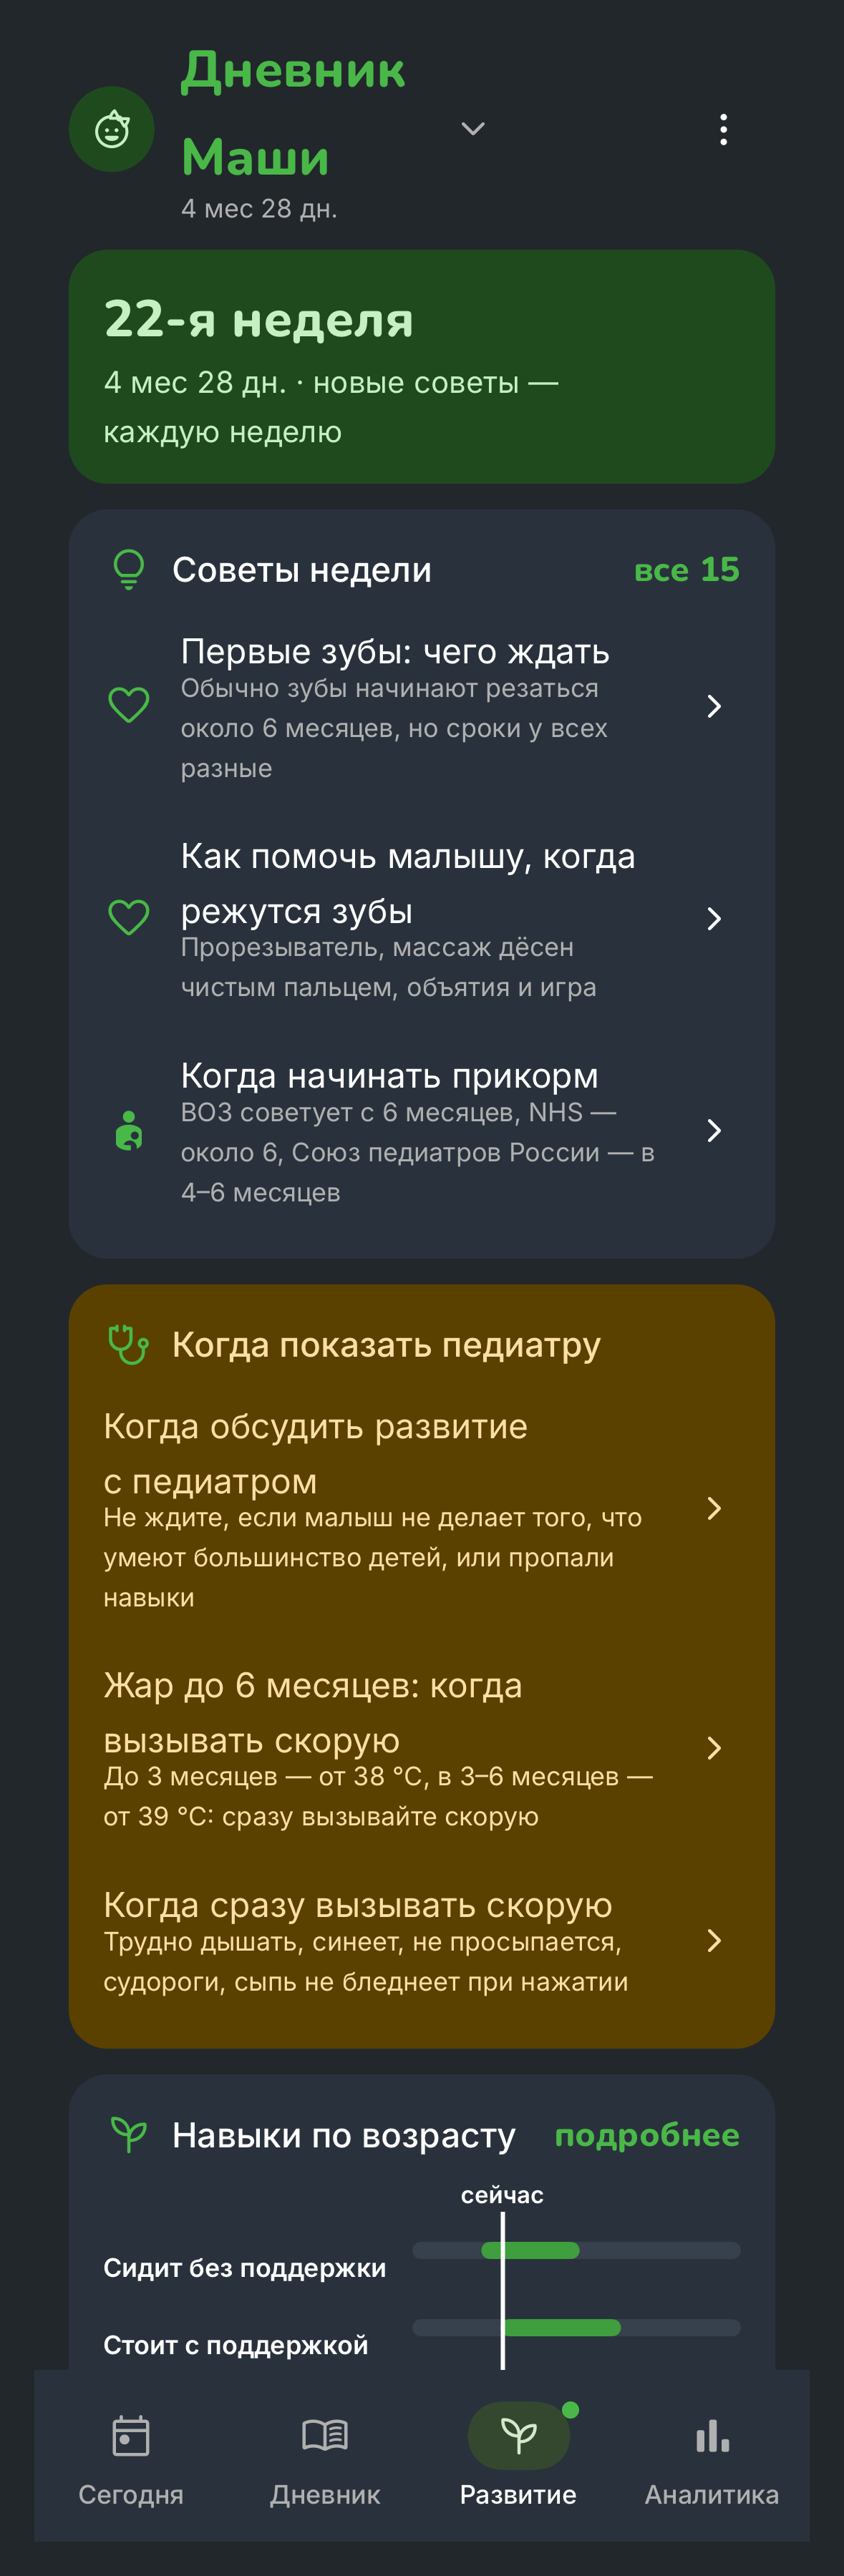 Дневник
Маши
4 мес 28 дн.
22-я неделя
4 мес 28 дн. · новые советы —
каждую неделю
Советы недели
все 15
Первые зубы: чего ждать
Обычно зубы начинают резаться
около 6 месяцев, но сроки у всех
разные
Как помочь малышу, когда
режутся зубы
Прорезыватель, массаж дёсен
чистым пальцем, объятия и игра
Когда начинать прикорм
ВОЗ советует с 6 месяцев, NHS —
около 6, Союз педиатров России — в
4–6 месяцев
Когда показать педиатру
Когда обсудить развитие
с педиатром
Не ждите, если малыш не делает того, что
умеют большинство детей, или пропали
навыки
Жар до 6 месяцев: когда
вызывать скорую
До 3 месяцев — от 38 °C, в 3–6 месяцев —
от 39 °C: сразу вызывайте скорую
Когда сразу вызывать скорую
Трудно дышать, синеет, не просыпается,
судороги, сыпь не бледнеет при нажатии
Навыки по возрасту
подробнее
сейчас
Сидит без поддержки
Стоит с поддержкой
Сегодня
Дневник
Развитие
Аналитика